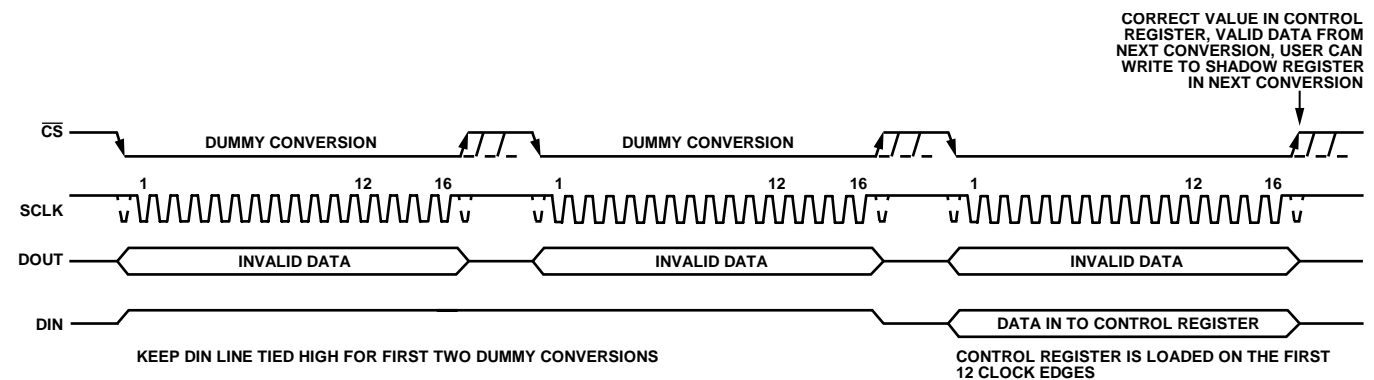 CORRECT VALUE IN CONTROL
REGISTER, VALID DATA FROM
NEXT CONVERSION, USER CAN
WRITE TO SHADOW REGISTER
IN NEXT CONVERSION
CS
DUMMY CONVERSION
DUMMY CONVERSION
1 12 16 1 12 16 1 12 16
SCLK
DOUT
INVALID DATA
INVALID DATA
INVALID DATA
DIN
DATA IN TO CONTROL REGISTER
KEEP DIN LINE TIED HIGH FOR FIRST TWO DUMMY CONVERSIONS
CONTROL REGISTER IS LOADED ON THE FIRST
12 CLOCK EDGES